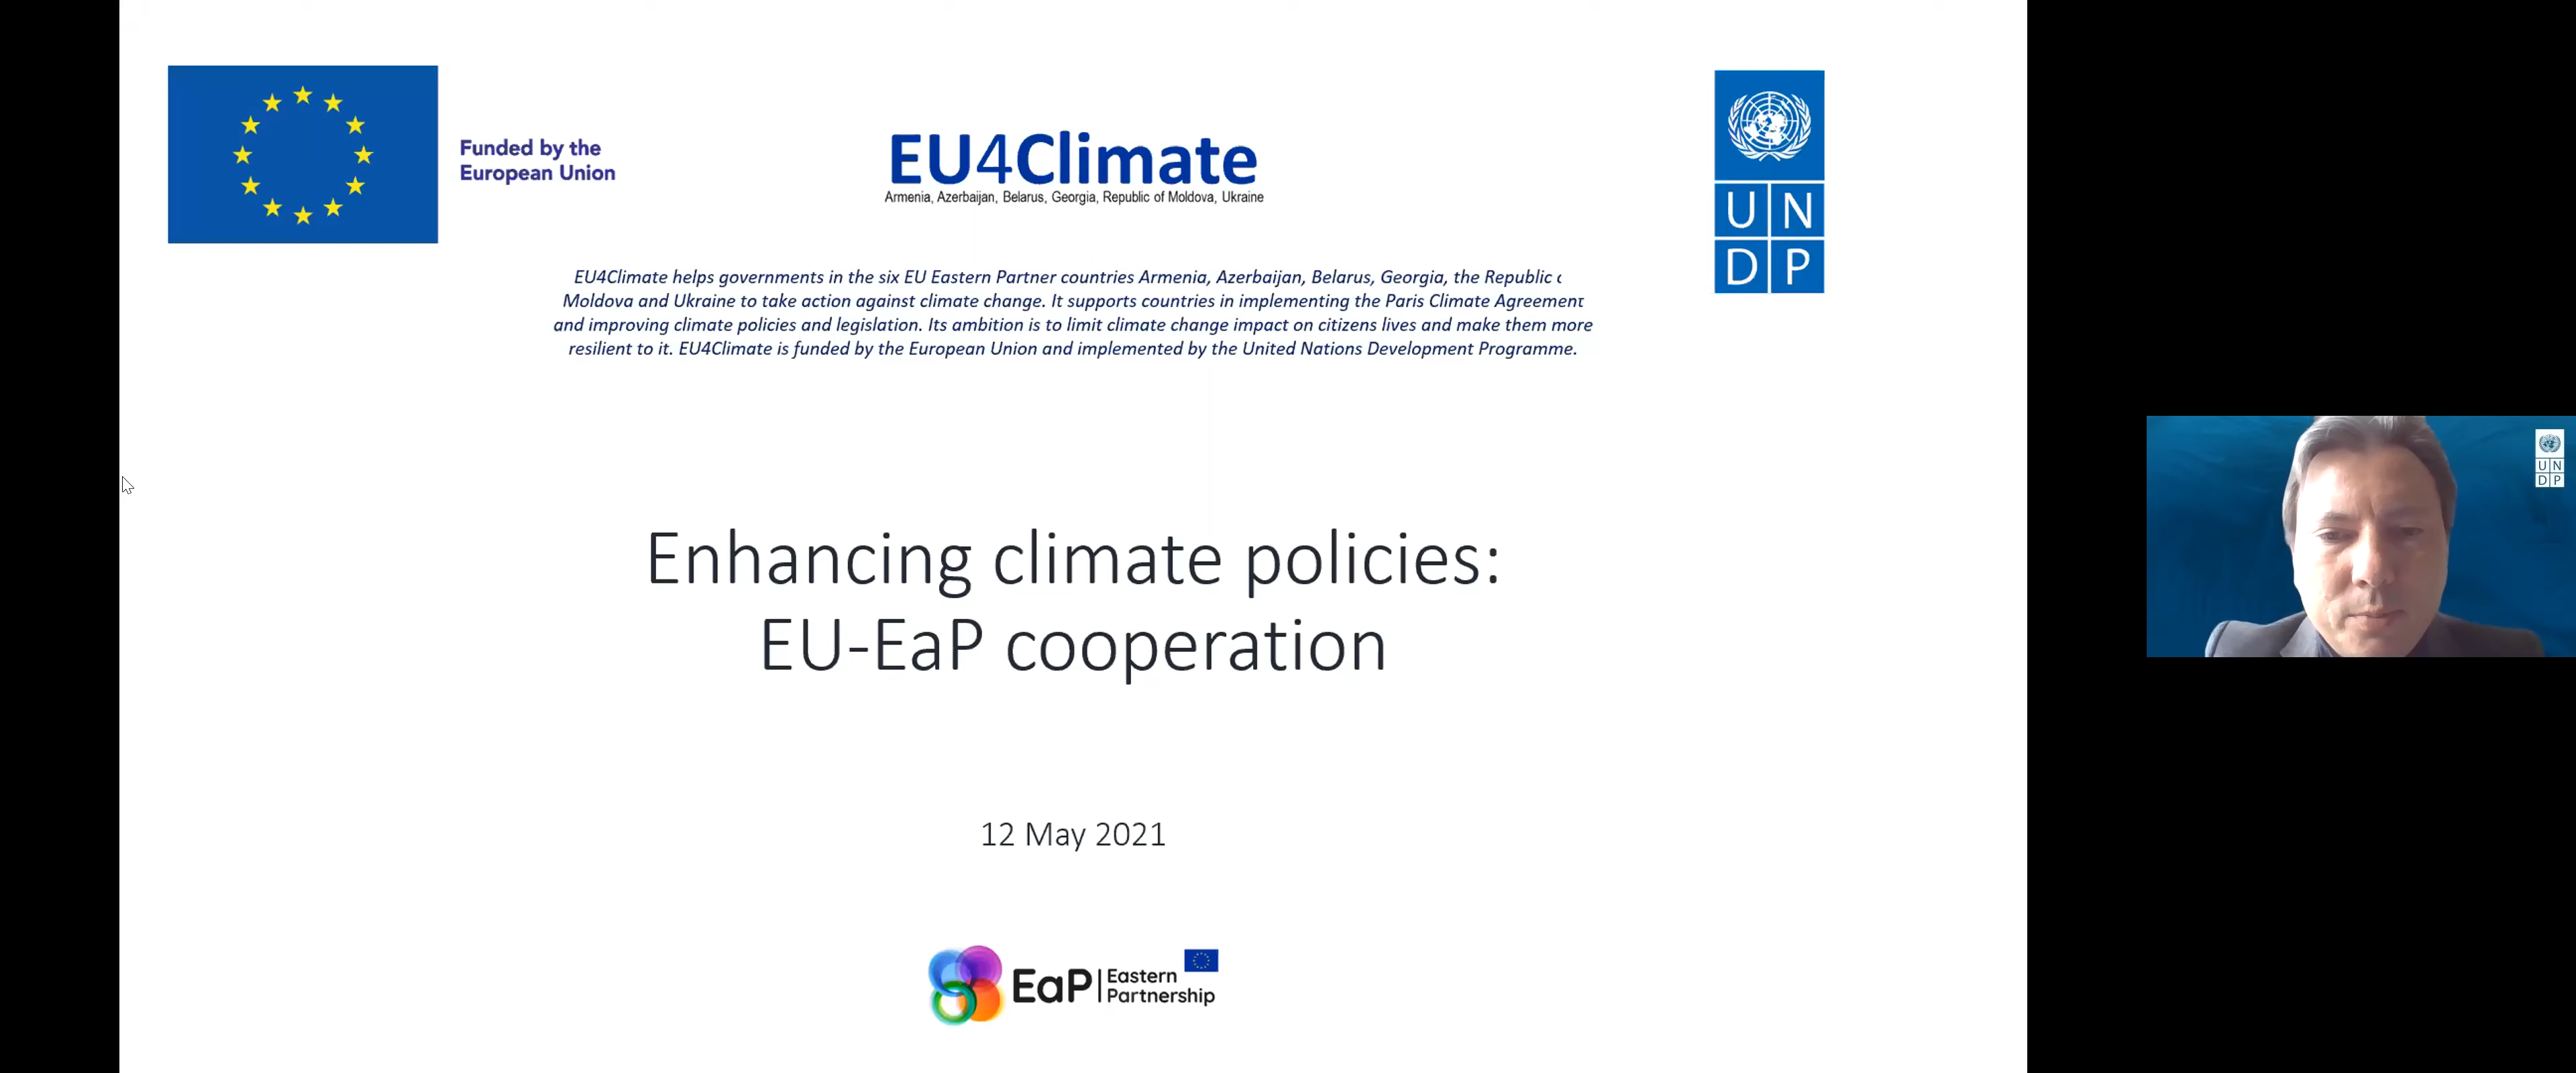 Funded by the
European Union
EU4Climate
Armenia, Azerbaijan, Belarus, Georgia, Republic of Moldova, Ukraine
U N
D P
EU4Climate helps governments in the six EU Eastern Partner countries Armenia, Azerbaijan, Belarus, Georgia, the Republic
Moldova and Ukraine to take action against climate change. It supports countries in implementing the Paris Climate Agreement
and improving climate policies and legislation. Its ambition is to limit climate change impact on citizens lives and make them more
resilient to it. EU4Climate is funded by the European Union and implemented by the United Nations Development Programme.
Enhancing climate policies:
EU-EaP cooperation
12 May 2021
EaP | Eastern
Partnership
U N
D P